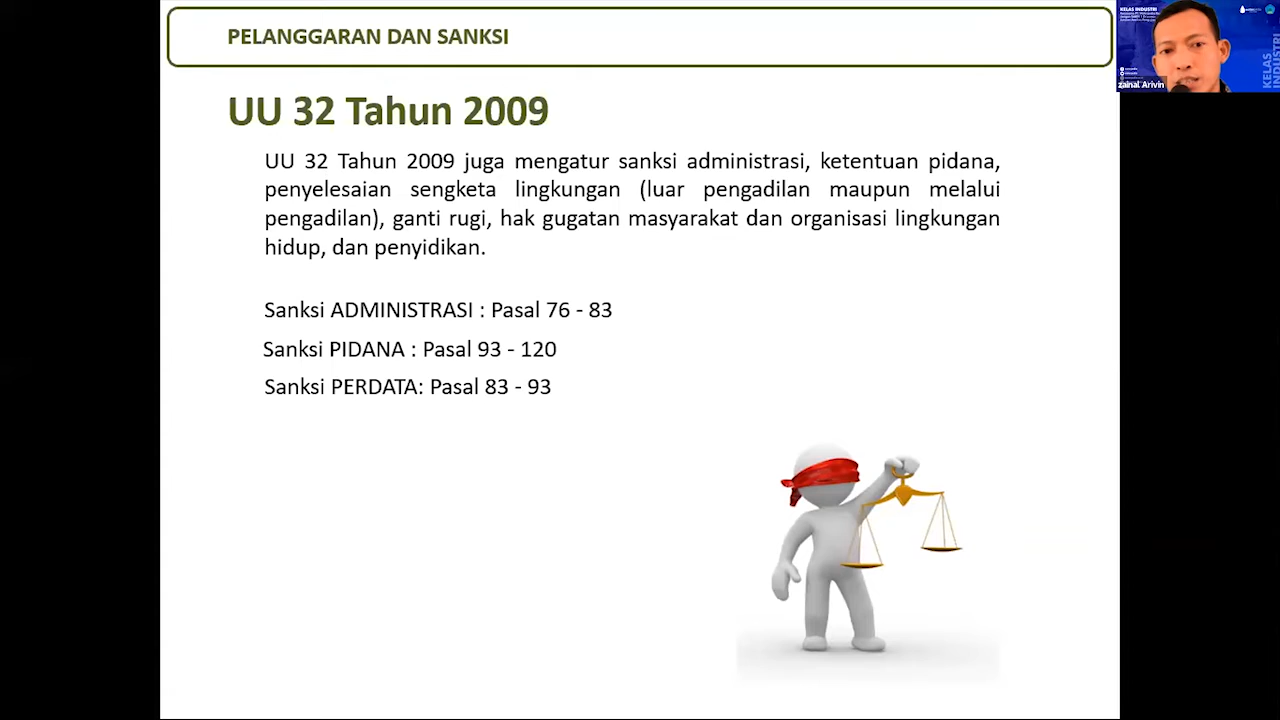 PELANGGARAN DAN SANKSI
UU 32 Tahun 2009
UU 32 Tahun 2009 juga mengatur sanksi administrasi, ketentuan pidana,
penyelesaian sengketa lingkungan (luar pengadilan maupun melalui
pengadilan), ganti rugi, hak gugatan masyarakat dan organisasi lingkungan
hidup, dan penyidikan.
Sanksi ADMINISTRASI : Pasal 76 - 83
Sanksi PIDANA : Pasal 93 - 120
Sanksi PERDATA: Pasal 83 - 93
KELAS INDUSTRI
zainal Arivin
KELAS
INDUSTRI